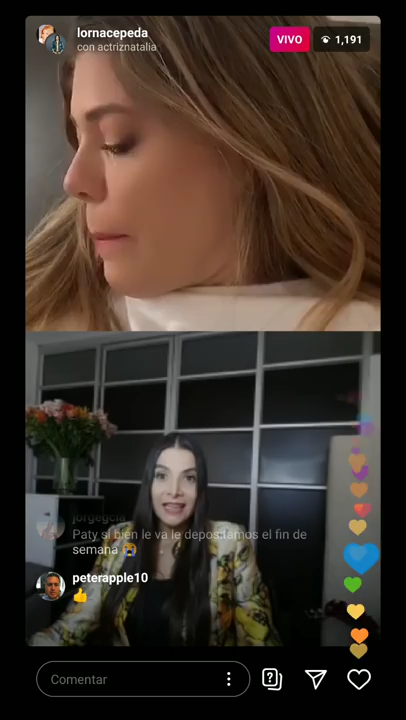 lornacepeda
con actriznatalia
VIVO
1,191
jorgegcia
Paty si bien le va le depositamos el fin de
semana 😭
peterapple10
👍
Comentar